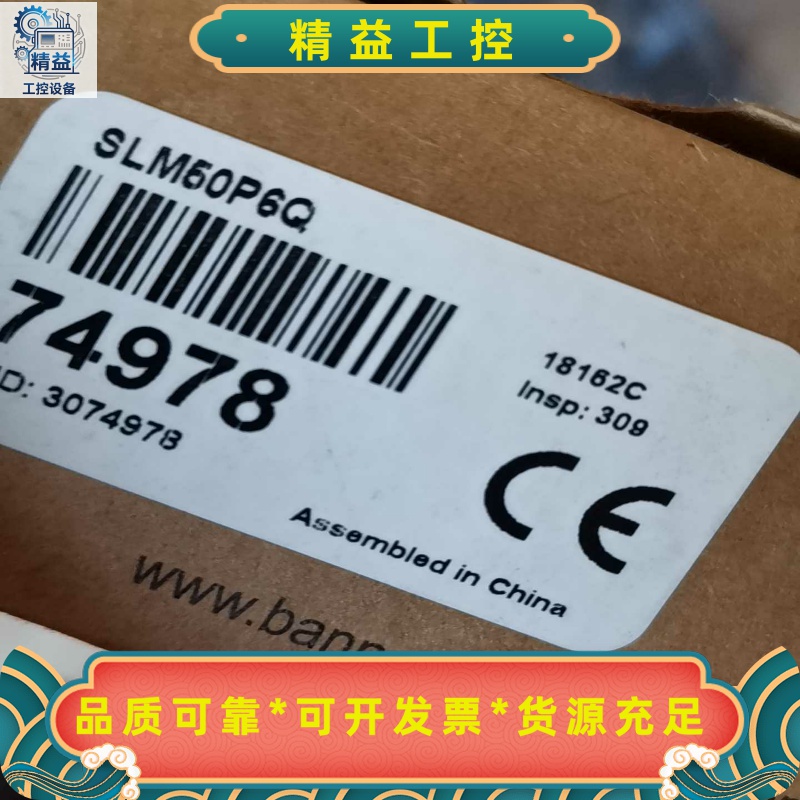 精益
工控设备
精益工控
SLM50P6Q
74978
ID: 3074978
18162C
Insp: 309
CE
Assembled in China
www.bann
品质可靠*可开发票*货源充足